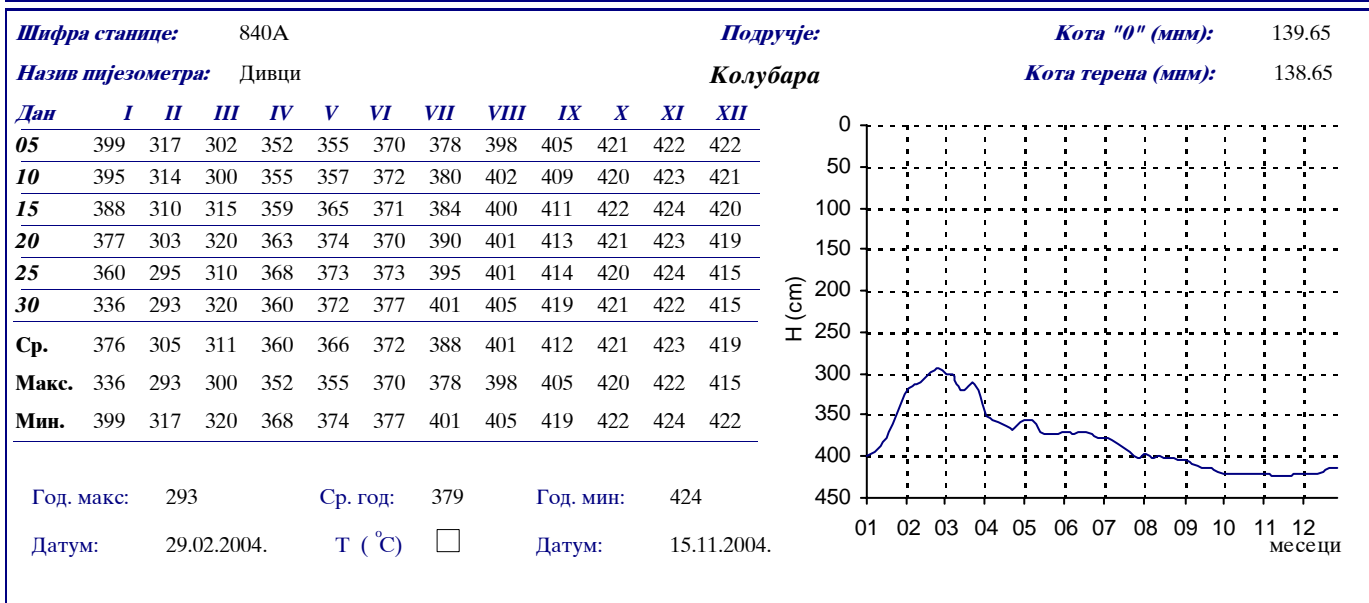 Шифра станице: 840А Подручје: Кота "0" (мнм): 139.65
Назив пијезометра: Дивци Колубара Кота терена (мнм): 138.65
Дан I II III IV V VI VII VIII IX X XI XII
05 399 317 302 352 355 370 378 398 405 421 422 422
10 395 314 300 355 357 372 380 402 409 420 423 421
15 388 310 315 359 365 371 384 400 411 422 424 420
20 377 303 320 363 374 370 390 401 413 421 423 419
25 360 295 310 368 373 373 395 401 414 420 424 415
30 336 293 320 360 372 377 401 405 419 421 422 415
Ср. 376 305 311 360 366 372 388 401 412 421 423 419
Макс. 336 293 300 352 355 370 378 398 405 420 422 415
Мин. 399 317 320 368 374 377 401 405 419 422 424 422
Год. макс: 293 Ср. год: 379 Год. мин: 424
Датум: 29.02.2004. Т ( °C) Датум: 15.11.2004.
H (cm)
0
50
100
150
200
250
300
350
400
450
01 02 03 04 05 06 07 08 09 10 11 12
месеци